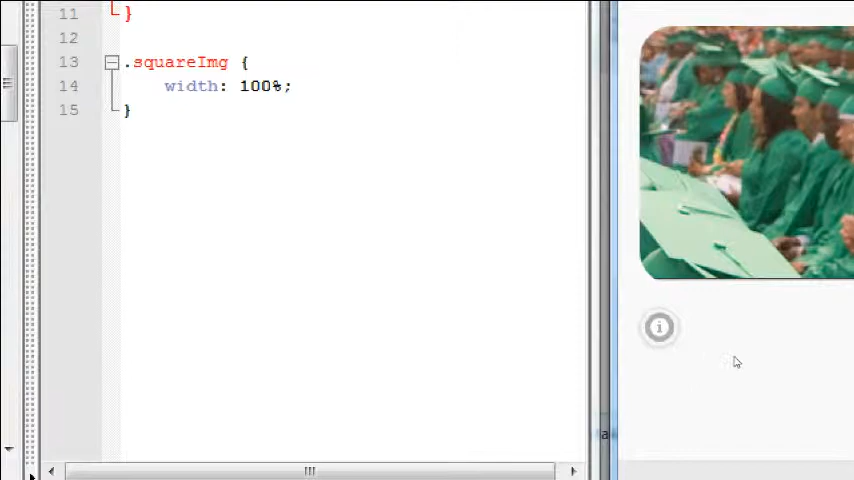 11 }
12
13 .squareImg {
14 width: 100%;
15 }
i
a